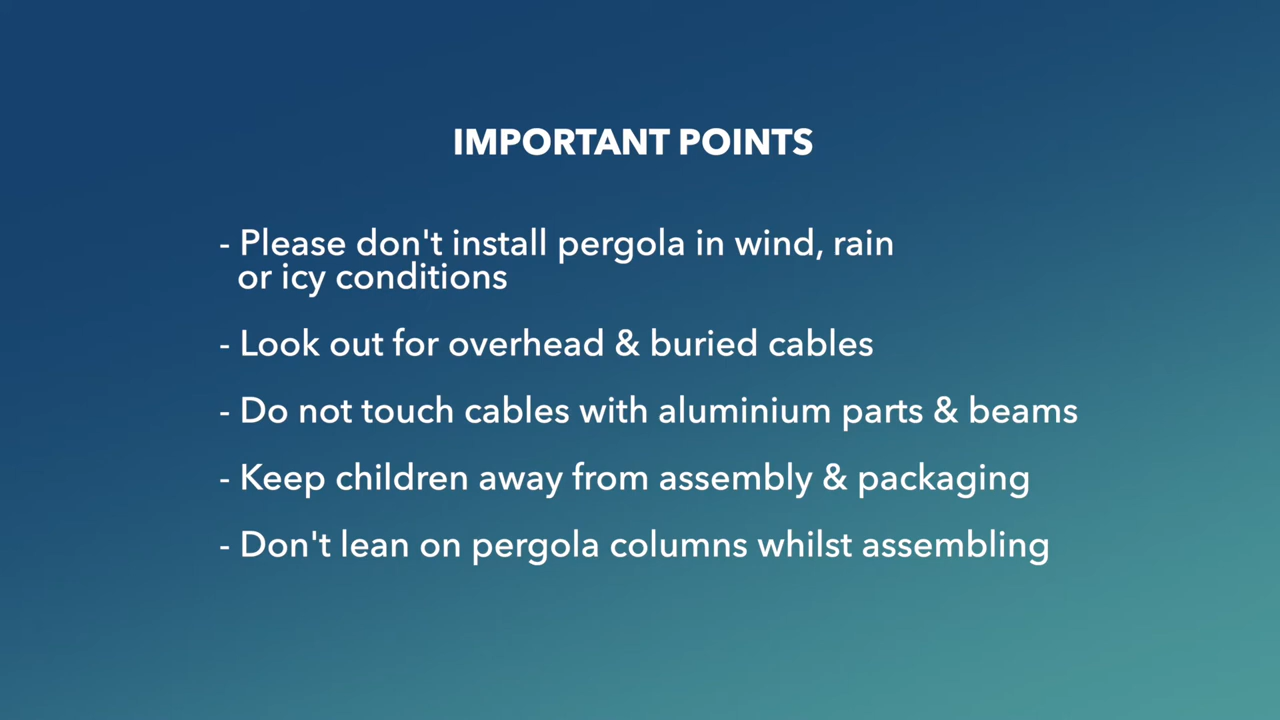 IMPORTANT POINTS
- Please don't install pergola in wind, rain
or icy conditions
- Look out for overhead & buried cables
- Do not touch cables with aluminium parts & beams
- Keep children away from assembly & packaging
- Don't lean on pergola columns whilst assembling